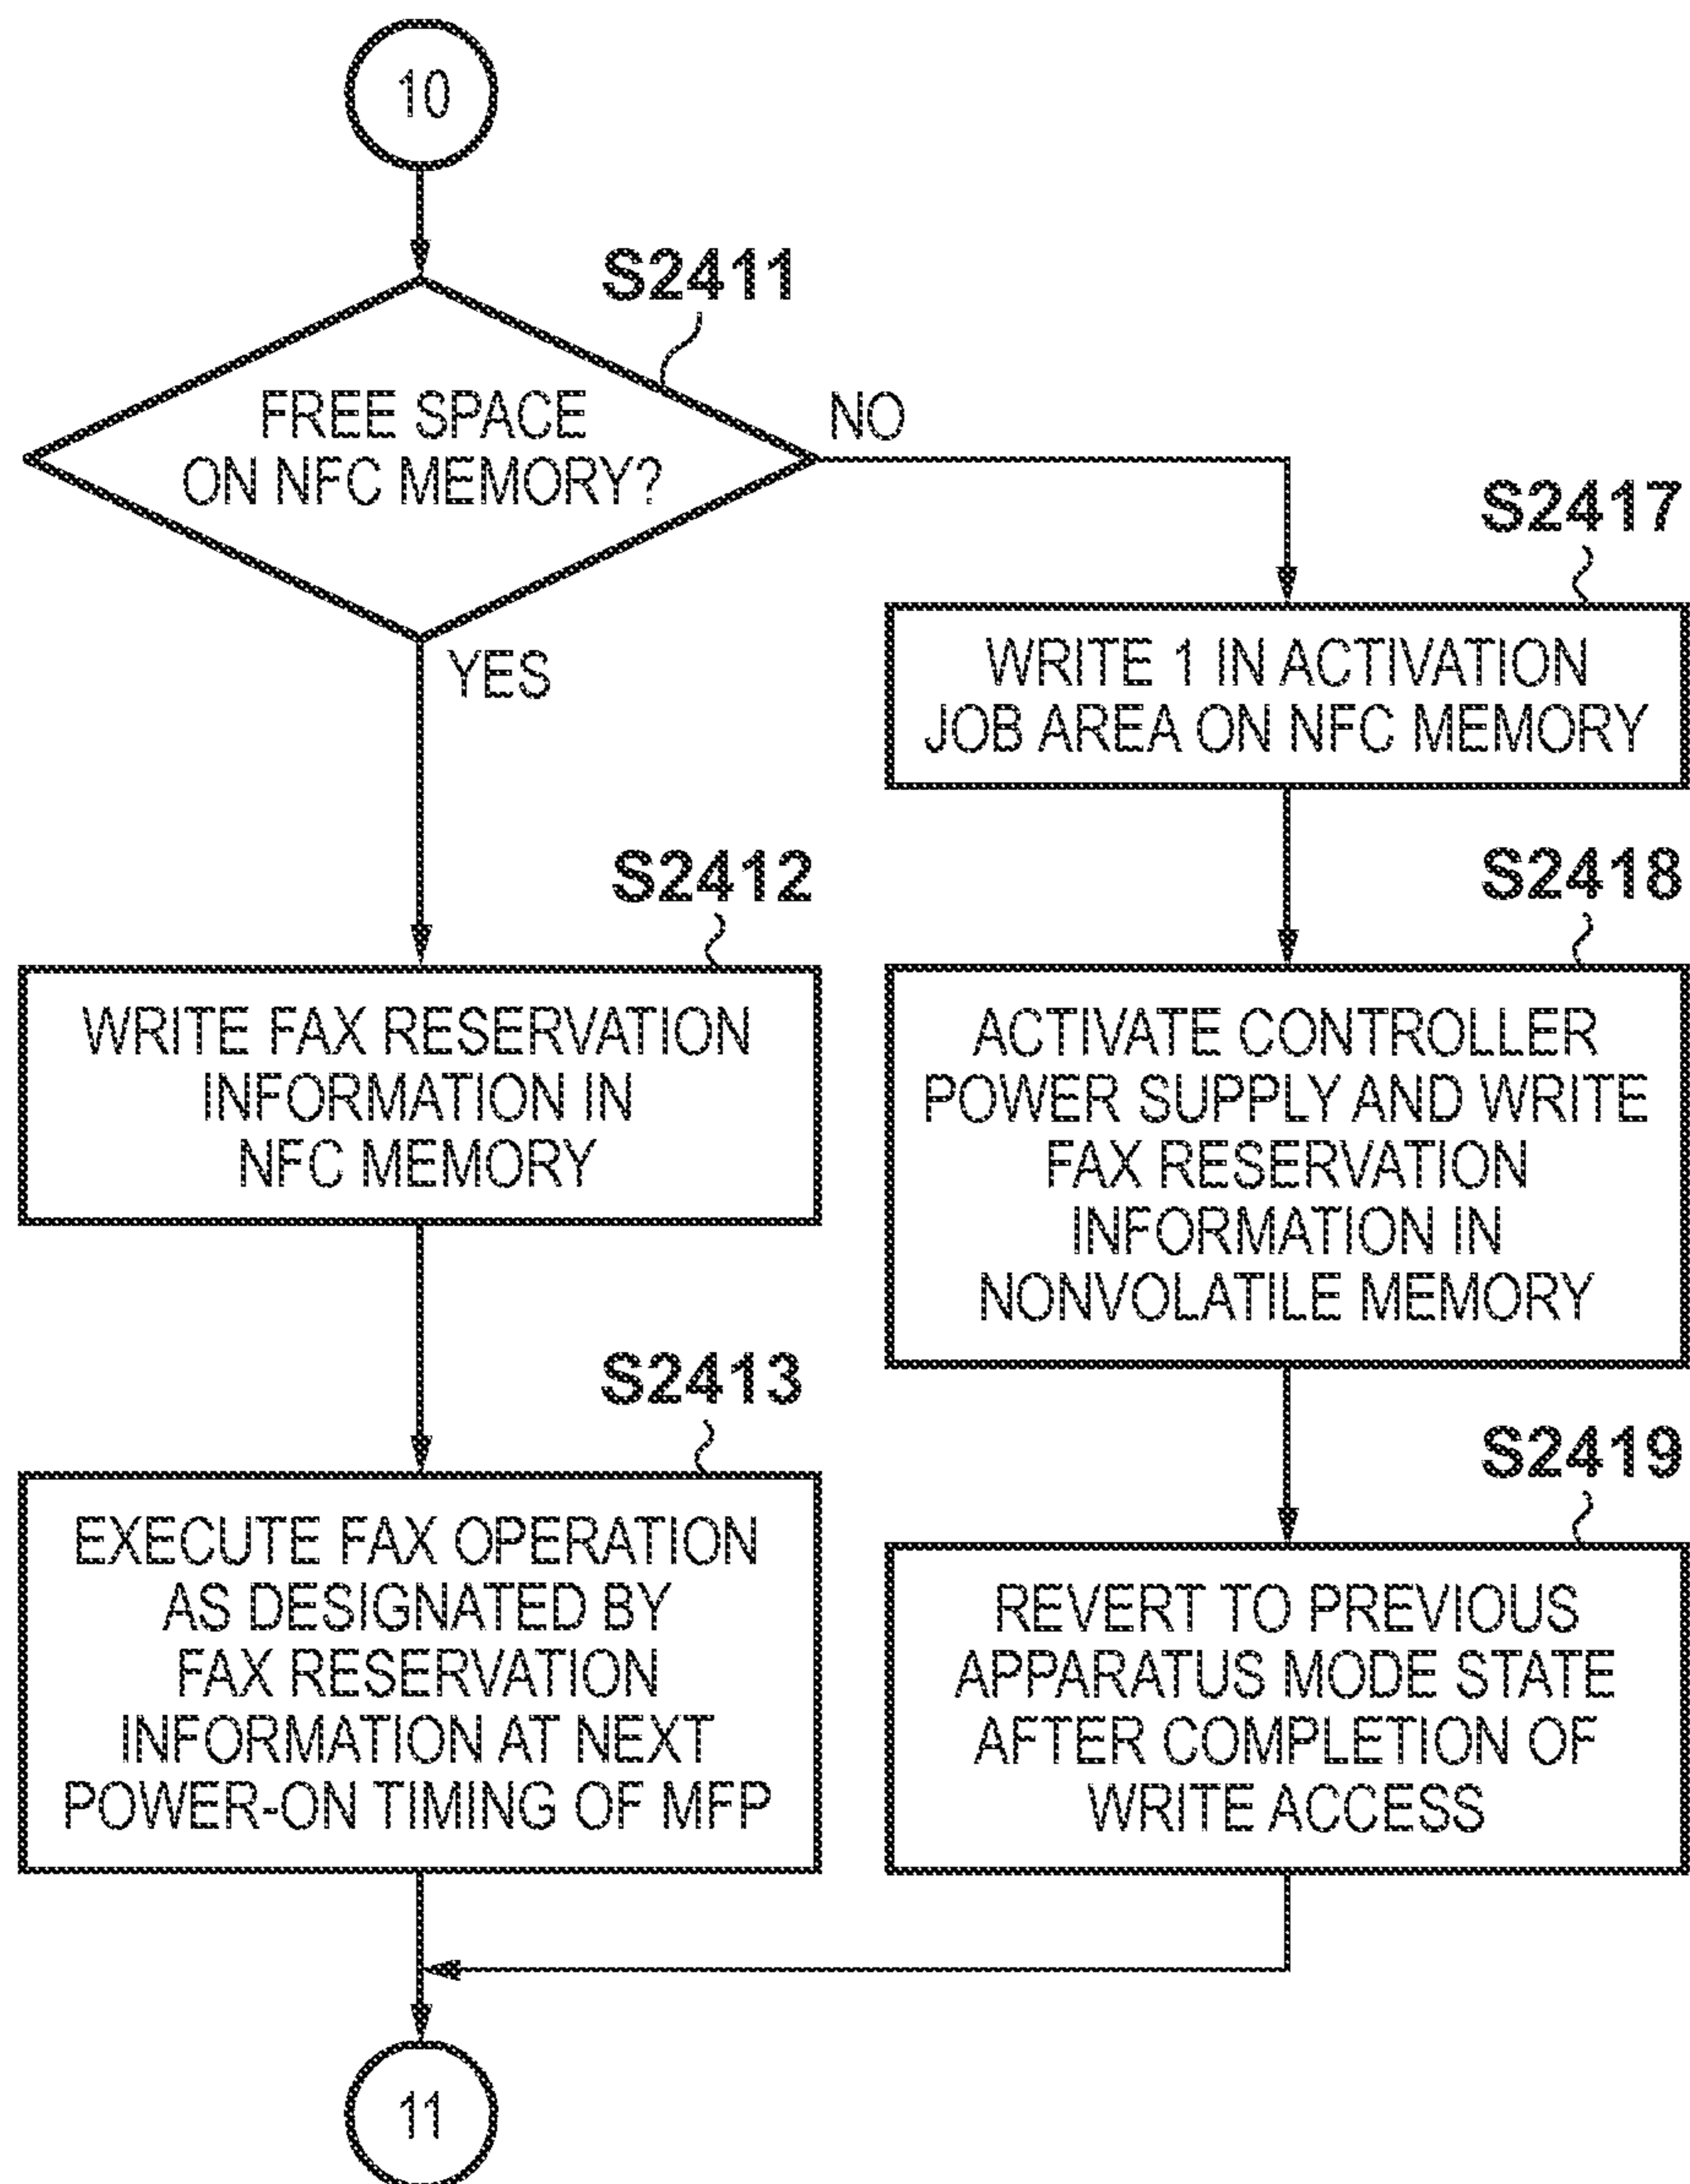 10
S2411
FREE SPACE
ON NFC MEMORY?
NO
YES
S2417
WRITE 1 IN ACTIVATION
JOB AREA ON NFC MEMORY
S2412
WRITE FAX RESERVATION
INFORMATION IN
NFC MEMORY
S2418
ACTIVATE CONTROLLER
POWER SUPPLY AND WRITE
FAX RESERVATION
INFORMATION IN
NONVOLATILE MEMORY
S2413
EXECUTE FAX OPERATION
AS DESIGNATED BY
FAX RESERVATION
INFORMATION AT NEXT
POWER-ON TIMING OF MFP
S2419
REVERT TO PREVIOUS
APPARATUS MODE STATE
AFTER COMPLETION OF
WRITE ACCESS
11